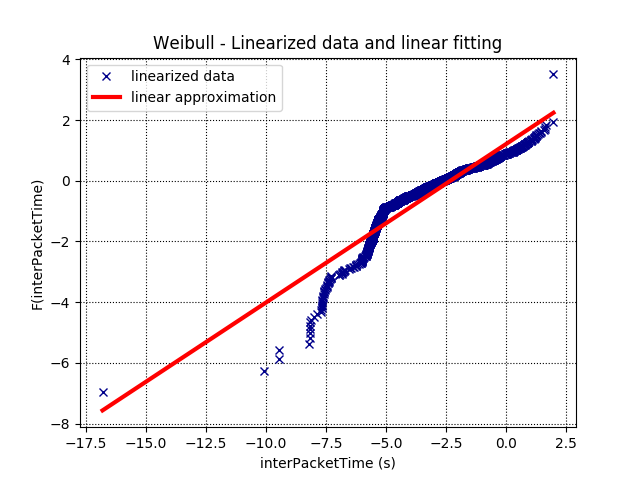 Weibull - Linearized data and linear fitting
linearized data
linear approximation
F(interPacketTime)
4
2
0
−2
−4
−6
−8
−17.5 −15.0 −12.5 −10.0 −7.5 −5.0 −2.5 0.0 2.5
interPacketTime (s)